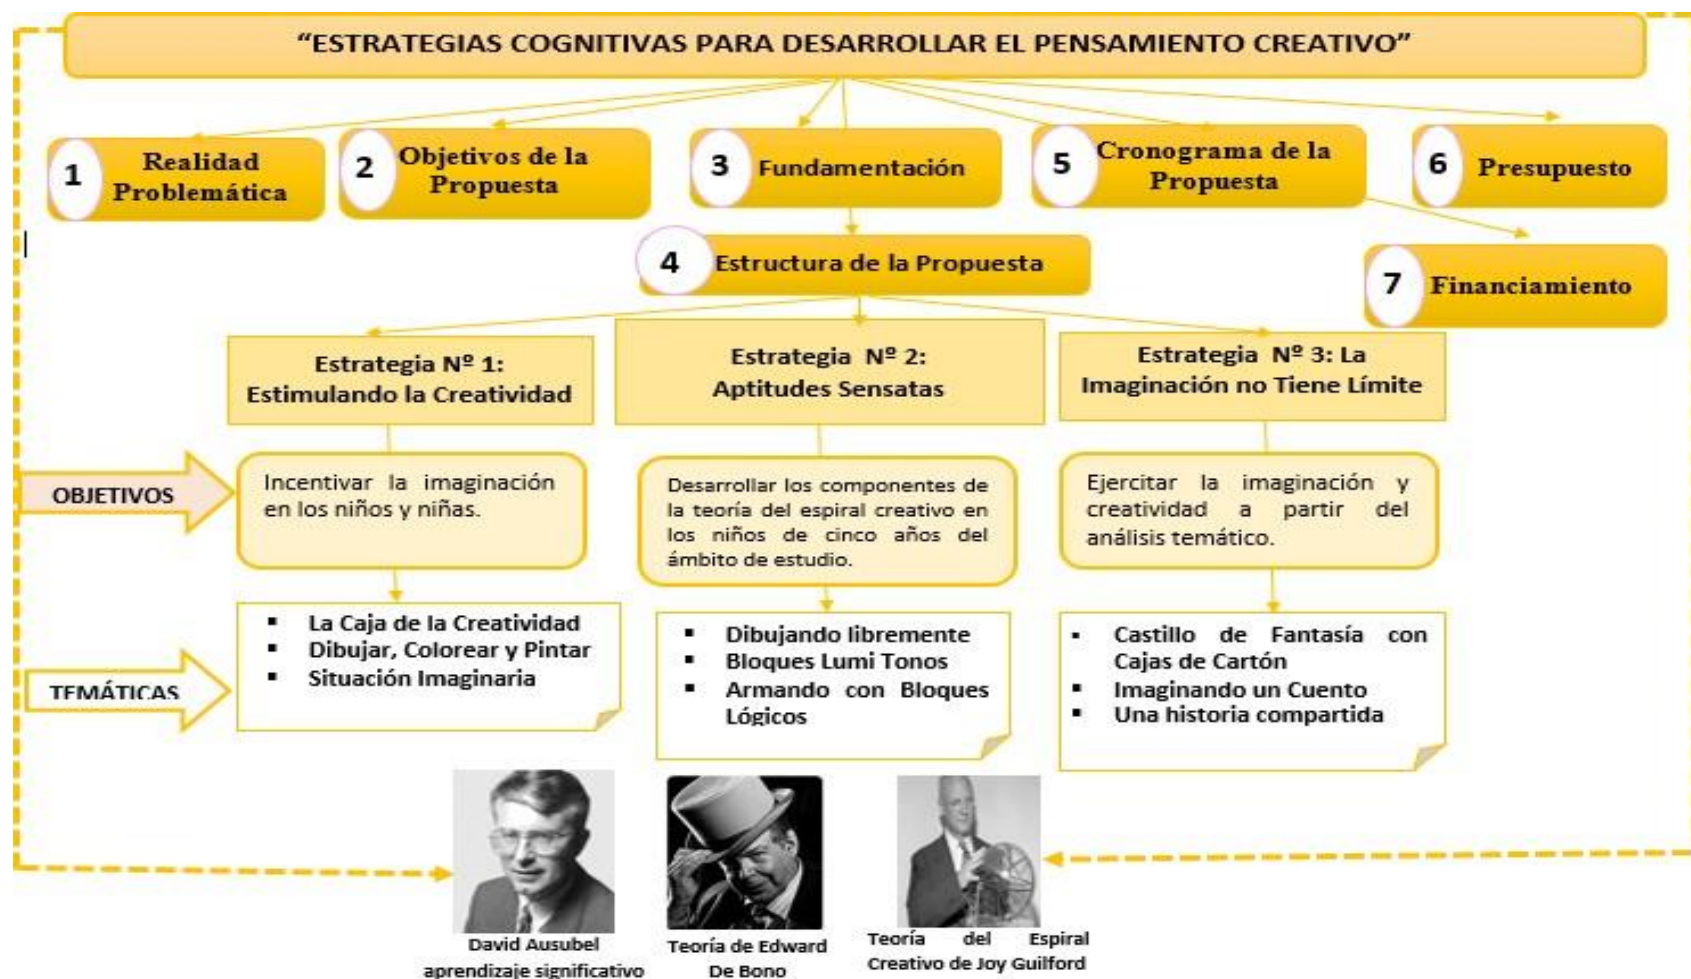 “ESTRATEGIAS COGNITIVAS PARA DESARROLLAR EL PENSAMIENTO CREATIVO”
1
Realidad
Problemática
2
Objetivos de la
Propuesta
3
Fundamentación
5
Cronograma de la
Propuesta
6
Presupuesto
4
Estructura de la Propuesta
7
Financiamiento
Estrategia Nº 1:
Estimulando la Creatividad
Estrategia Nº 2:
Aptitudes Sensatas
Estrategia Nº 3: La
Imaginación no Tiene Límite
OBJETIVOS
Incentivar la imaginación
en los niños y niñas.
Desarrollar los componentes de
la teoría del espiral creativo en
los niños de cinco años del
ámbito de estudio.
Ejercitar la imaginación y
creatividad a partir del
análisis temático.
TEMÁTICAS
▪ La Caja de la Creatividad
▪ Dibujar, Colorear y Pintar
▪ Situación Imaginaria
▪ Dibujando libremente
▪ Bloques Lumi Tonos
▪ Armando con Bloques
Lógicos
▪ Castillo de Fantasía con
Cajas de Cartón
▪ Imaginando un Cuento
▪ Una historia compartida
David Ausubel
aprendizaje significativo
Teoría de Edward
De Bono
Teoría del Espiral
Creativo de Joy Guilford